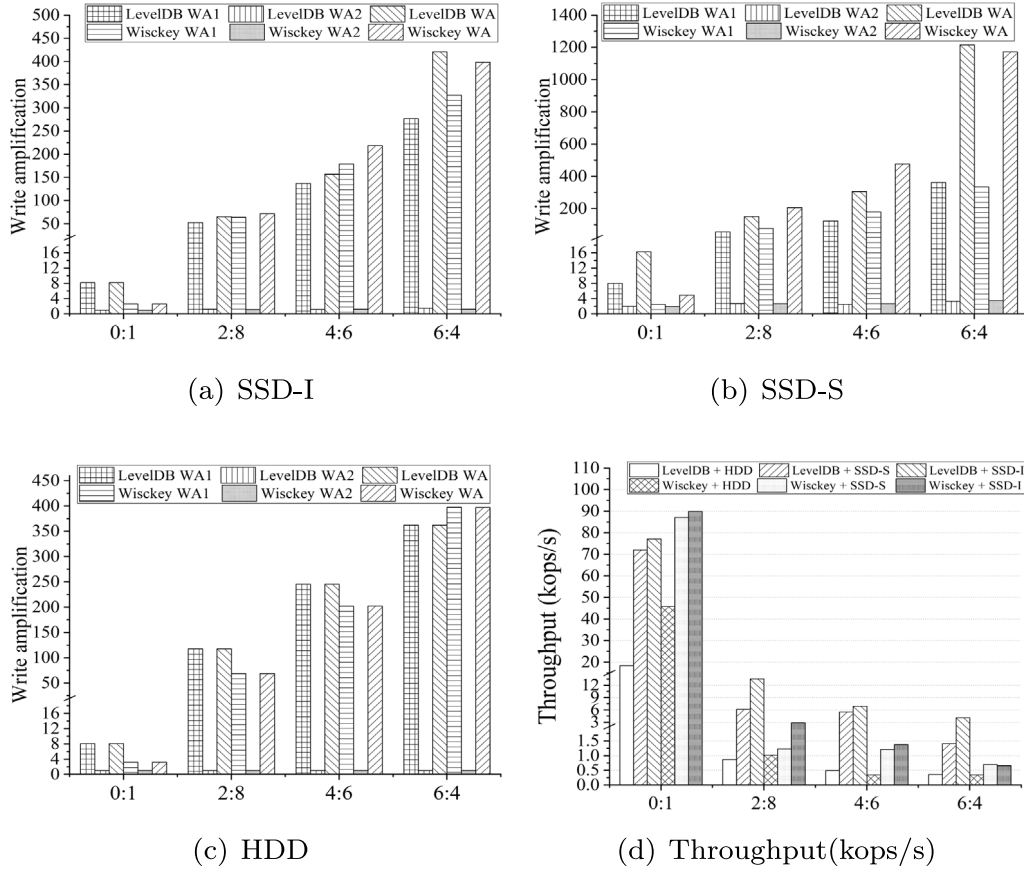 LevelDB WA1 LevelDB WA2 LevelDB WA
Wisckey WA1 Wisckey WA2 Wisckey WA
500
450
400
350
300
250
200
150
100
50
16
12
8
4
0
Write amplification
0:1 2:8 4:6 6:4
(a) SSD-I
LevelDB WA1 LevelDB WA2 LevelDB WA
Wisckey WA1 Wisckey WA2 Wisckey WA
1400
1200
1000
800
600
400
200
16
12
8
4
0
Write amplification
0:1 2:8 4:6 6:4
(b) SSD-S
LevelDB WA1 LevelDB WA2 LevelDB WA
Wisckey WA1 Wisckey WA2 Wisckey WA
450
400
350
300
250
200
150
100
50
16
12
8
4
0
Write amplification
0:1 2:8 4:6 6:4
(c) HDD
LevelDB + HDD LevelDB + SSD-S LevelDB + SSD-I
Wisckey + HDD Wisckey + SSD-S Wisckey + SSD-I
110
100
90
80
70
60
50
40
30
20
12
9
6
3
1.5
1.0
0.5
0.0
Throughput (kops/s)
0:1 2:8 4:6 6:4
(d) Throughput(kops/s)